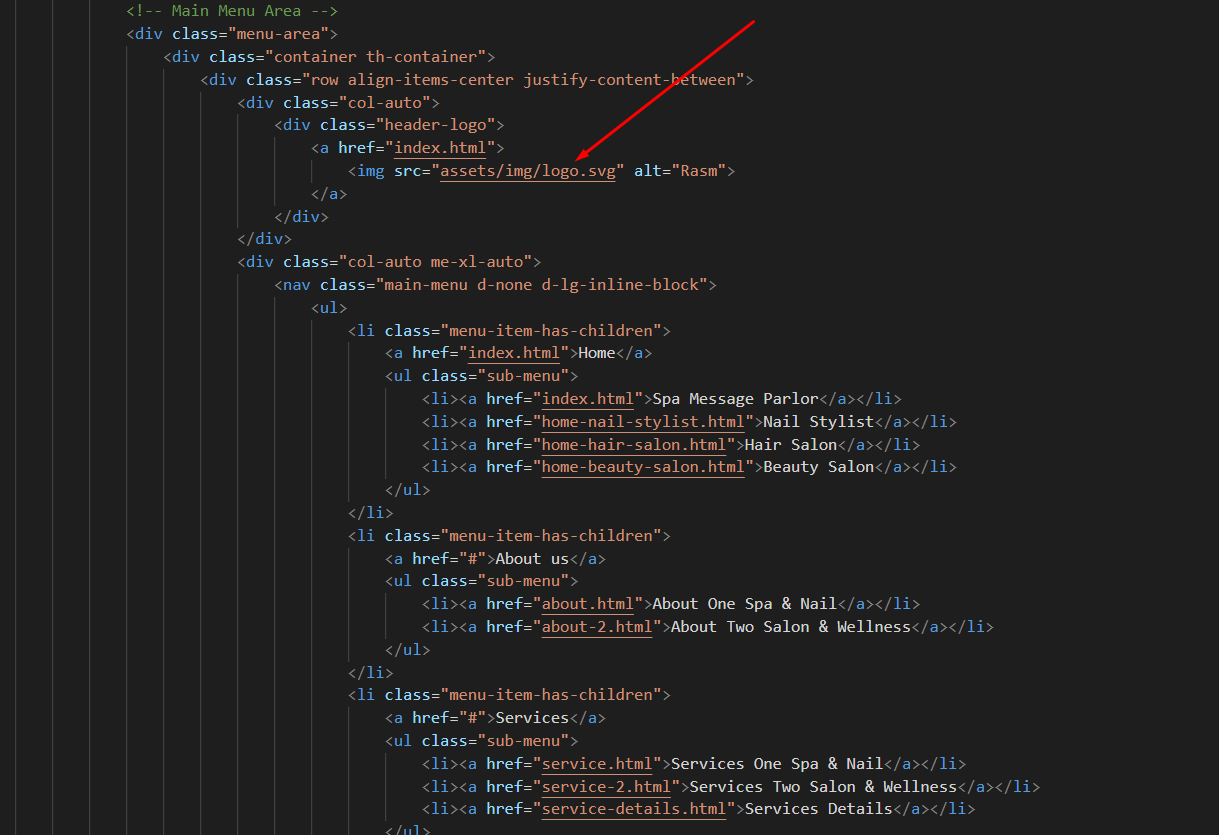 <!-- Main Menu Area -->
<div class="menu-area">
<div class="container th-container">
<div class="row align-items-center justify-content-between">
<div class="col-auto">
<div class="header-logo">
<a href="index.html">
<img src="assets/img/logo.svg" alt="Rasm">
</a>
</div>
</div>
<div class="col-auto me-xl-auto">
<nav class="main-menu d-none d-lg-inline-block">
<ul>
<li class="menu-item-has-children">
<a href="index.html">Home</a>
<ul class="sub-menu">
<li><a href="index.html">Spa Message Parlor</a></li>
<li><a href="home-nail-stylist.html">Nail Stylist</a></li>
<li><a href="home-hair-salon.html">Hair Salon</a></li>
<li><a href="home-beauty-salon.html">Beauty Salon</a></li>
</ul>
</li>
<li class="menu-item-has-children">
<a href="#">About us</a>
<ul class="sub-menu">
<li><a href="about.html">About One Spa & Nail</a></li>
<li><a href="about-2.html">About Two Salon & Wellness</a></li>
</ul>
</li>
<li class="menu-item-has-children">
<a href="#">Services</a>
<ul class="sub-menu">
<li><a href="service.html">Services One Spa & Nail</a></li>
<li><a href="service-2.html">Services Two Salon & Wellness</a></li>
<li><a href="service-details.html">Services Details</a></li>
</ul>